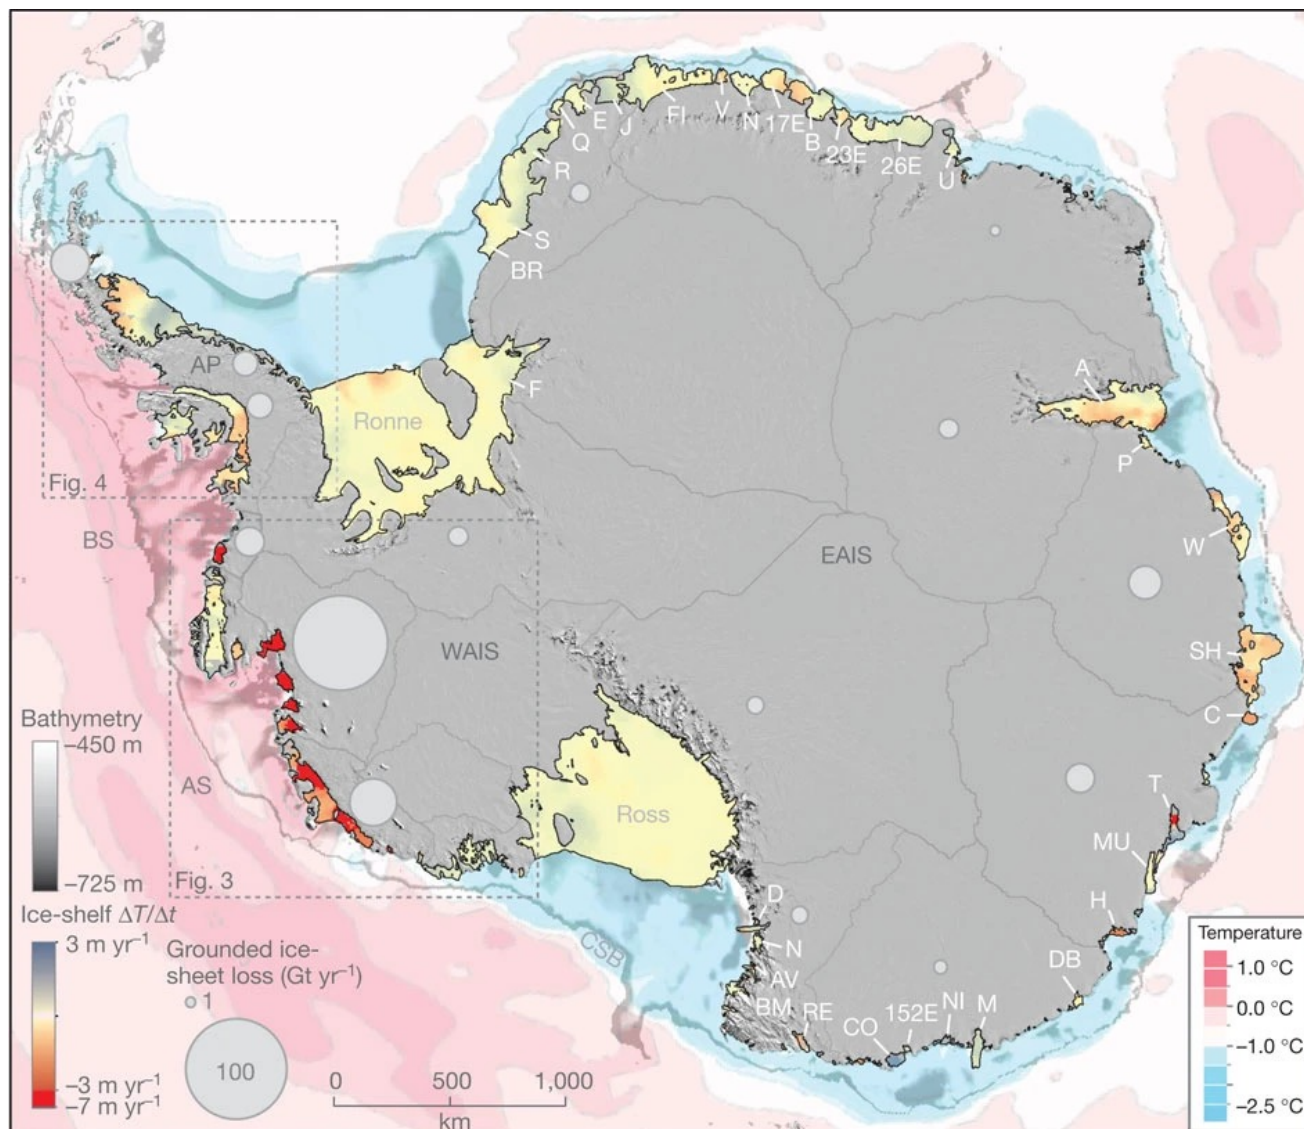 FI
V
N
17E
B
23E
26E
U
E
J
Q
R
S
BR
AP
F
Ronne
A
P
Fig. 4
BS
W
EAIS
WAIS
SH
C
Bathymetry
−450 m
−725 m
AS
Ross
T
MU
Fig. 3
H
D
N
AV
BM
RE
CO
152E
NI
M
DB
CSB
Ice-shelf ΔT/Δt
3 m yr⁻¹
−3 m yr⁻¹
−7 m yr⁻¹
Grounded ice-
sheet loss (Gt yr⁻¹)
1
100
0 500 1,000
km
Temperature
1.0 °C
0.0 °C
−1.0 °C
−2.5 °C